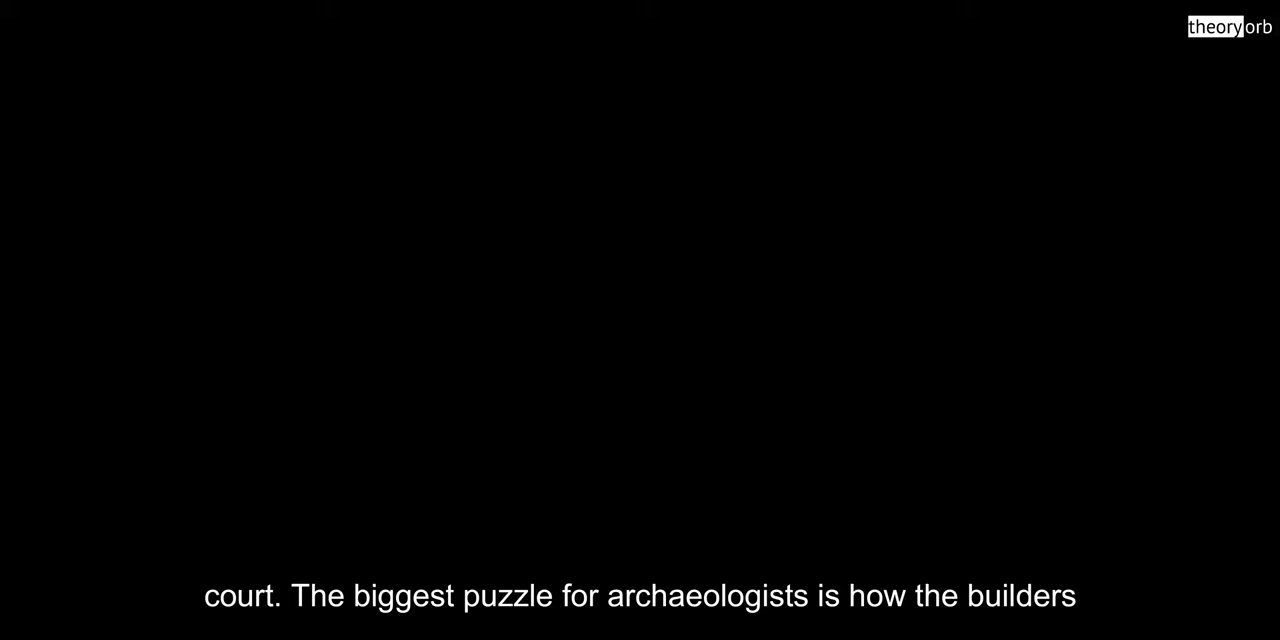 theoryorb
court. The biggest puzzle for archaeologists is how the builders